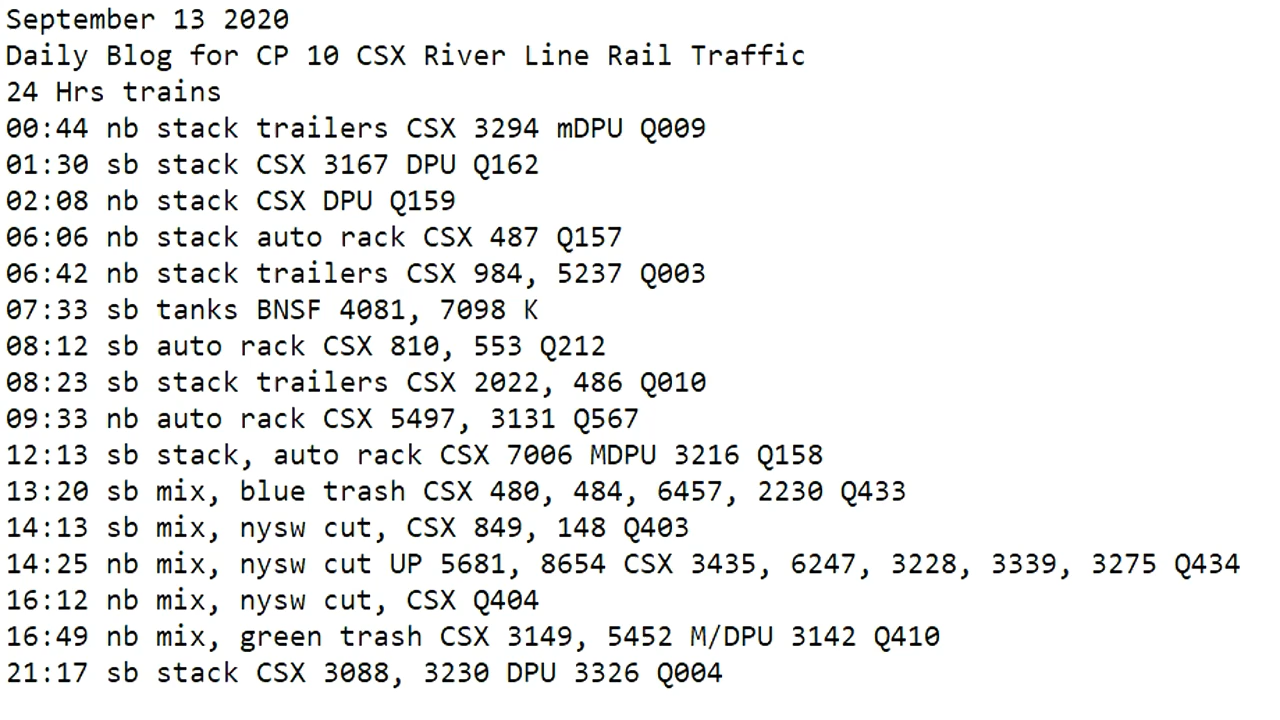 September 13 2020
Daily Blog for CP 10 CSX River Line Rail Traffic
24 Hrs trains
00:44 nb stack trailers CSX 3294 mDPU Q009
01:30 sb stack CSX 3167 DPU Q162
02:08 nb stack CSX DPU Q159
06:06 nb stack auto rack CSX 487 Q157
06:42 nb stack trailers CSX 984, 5237 Q003
07:33 sb tanks BNSF 4081, 7098 K
08:12 sb auto rack CSX 810, 553 Q212
08:23 sb stack trailers CSX 2022, 486 Q010
09:33 nb auto rack CSX 5497, 3131 Q567
12:13 sb stack, auto rack CSX 7006 MDPU 3216 Q158
13:20 sb mix, blue trash CSX 480, 484, 6457, 2230 Q433
14:13 sb mix, nysw cut, CSX 849, 148 Q403
14:25 nb mix, nysw cut UP 5681, 8654 CSX 3435, 6247, 3228, 3339, 3275 Q434
16:12 nb mix, nysw cut, CSX Q404
16:49 nb mix, green trash CSX 3149, 5452 M/DPU 3142 Q410
21:17 sb stack CSX 3088, 3230 DPU 3326 Q004